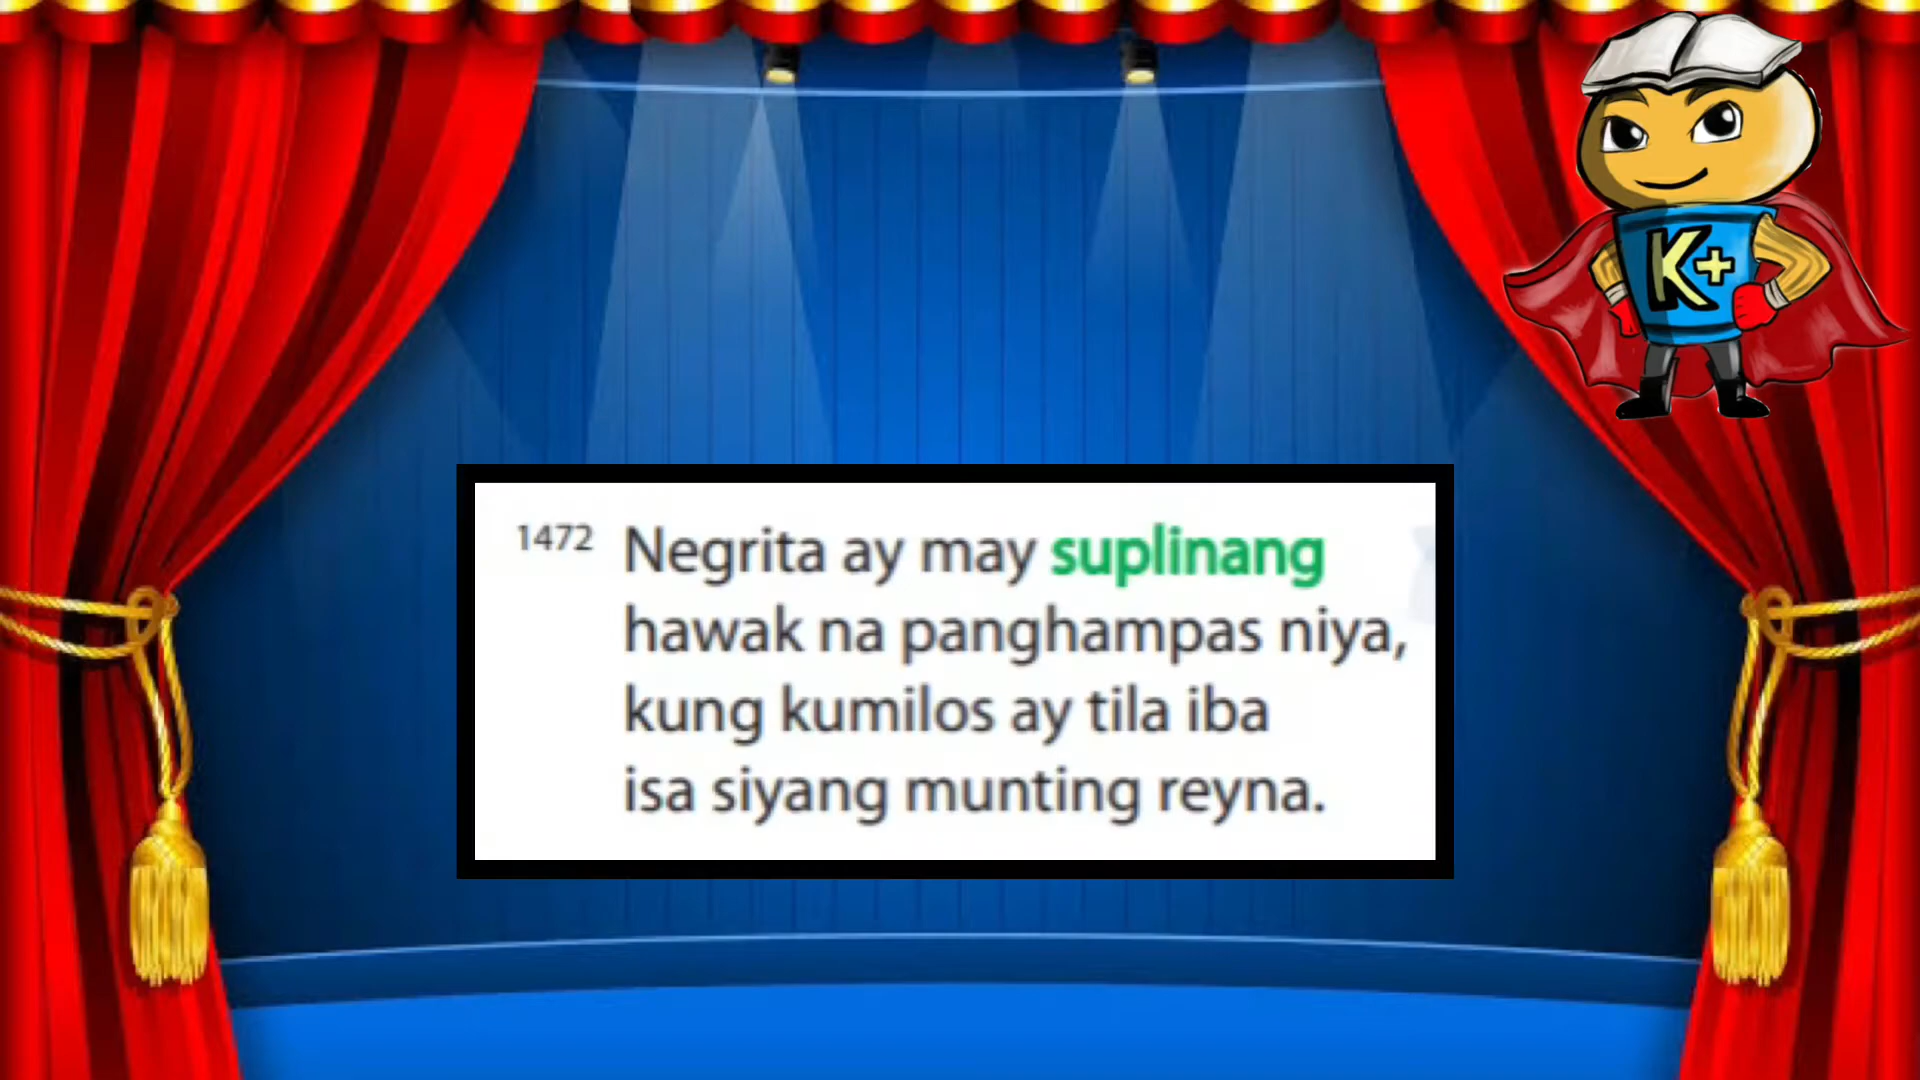 K+
1472 Negrita ay may suplinang
hawak na panghampas niya,
kung kumilos ay tila iba
isa siyang munting reyna.